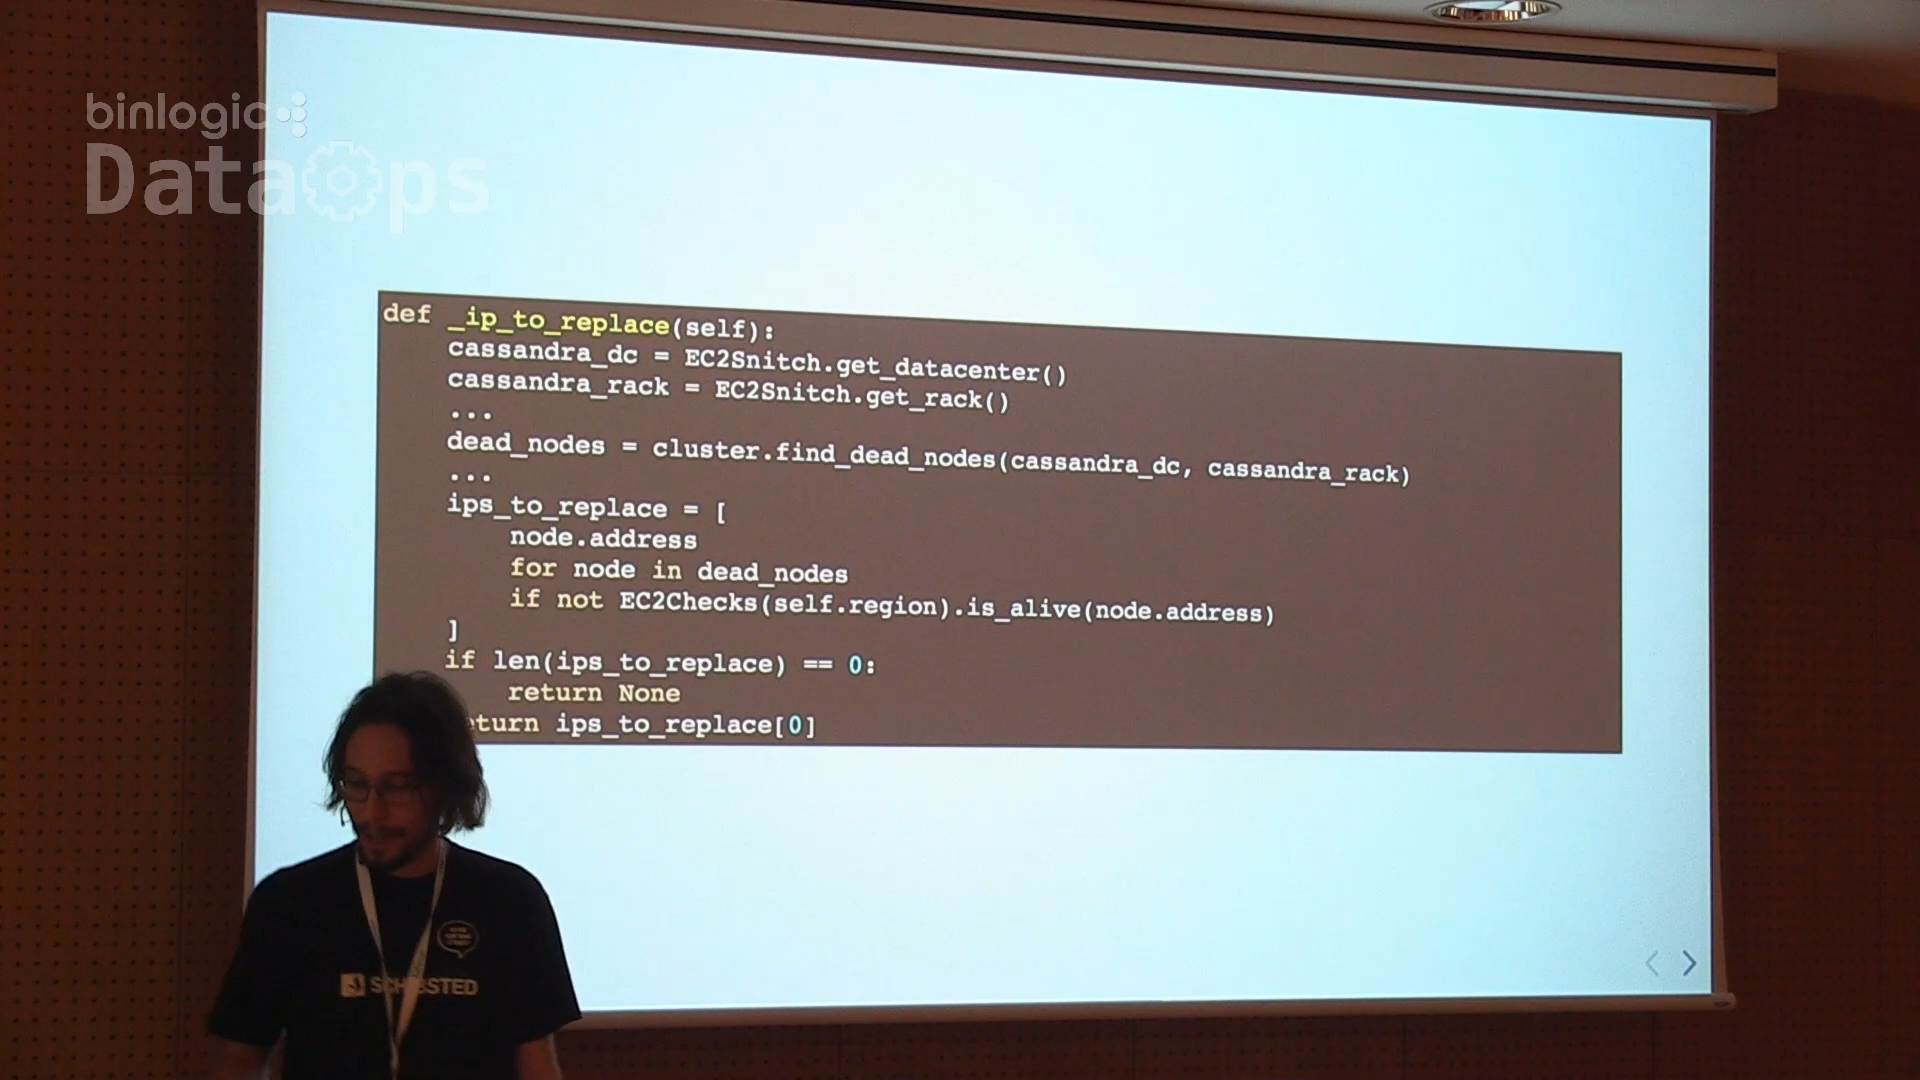 binlogic
DataOps
def _ip_to_replace(self):
cassandra_dc = EC2Snitch.get_datacenter()
cassandra_rack = EC2Snitch.get_rack()
...
dead_nodes = cluster.find_dead_nodes(cassandra_dc, cassandra_rack)
...
ips_to_replace = [
node.address
for node in dead_nodes
if not EC2Checks(self.region).is_alive(node.address)
]
if len(ips_to_replace) == 0:
return None
eturn ips_to_replace[0]
SCHIBSTED